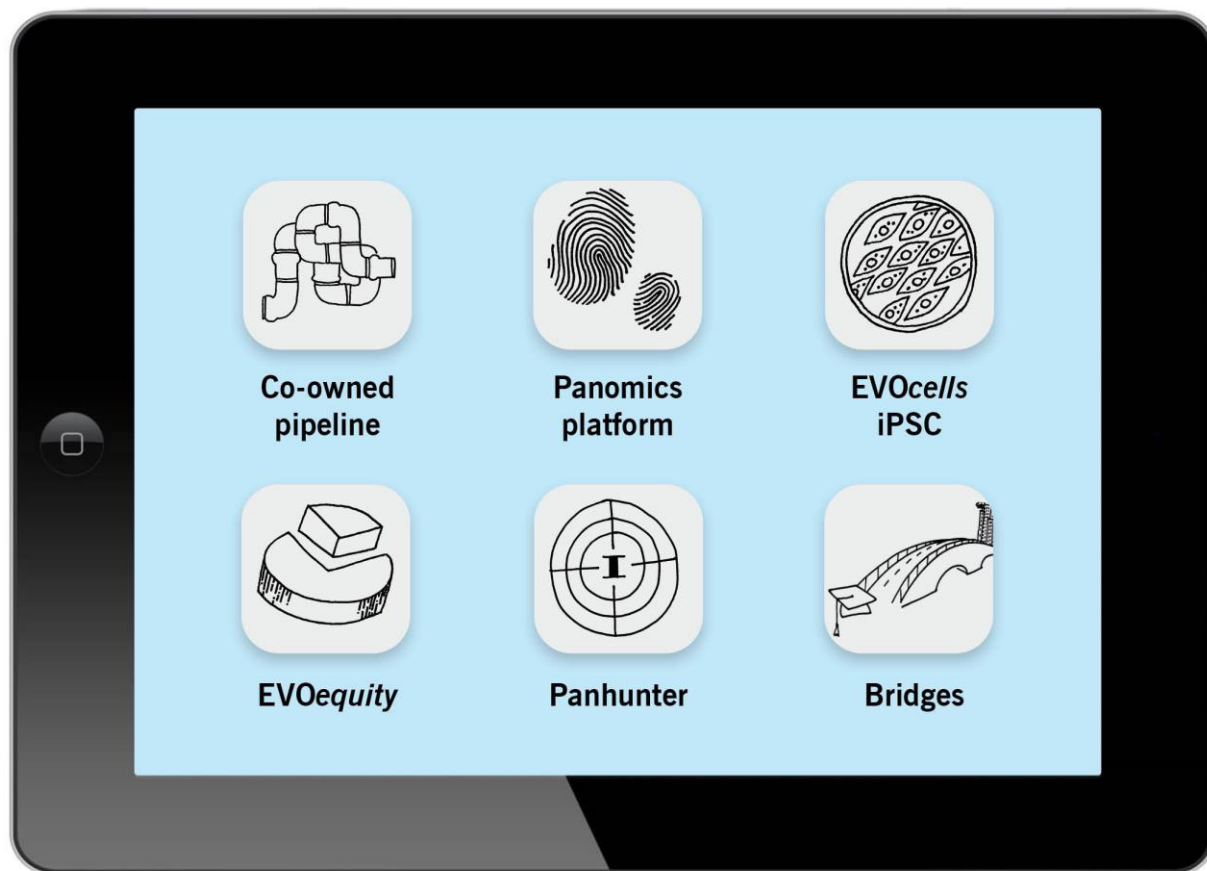 Co-owned
pipeline
Panomics
platform
EVOcells
iPSC
EVOequity
I
Panhunter
Bridges